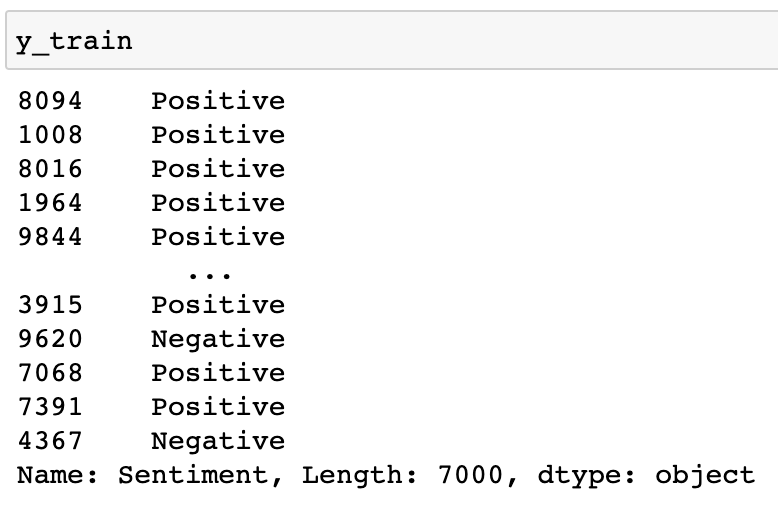 y_train
8094    Positive
1008    Positive
8016    Positive
1964    Positive
9844    Positive
...
3915    Positive
9620    Negative
7068    Positive
7391    Positive
4367    Negative
Name: Sentiment, Length: 7000, dtype: object